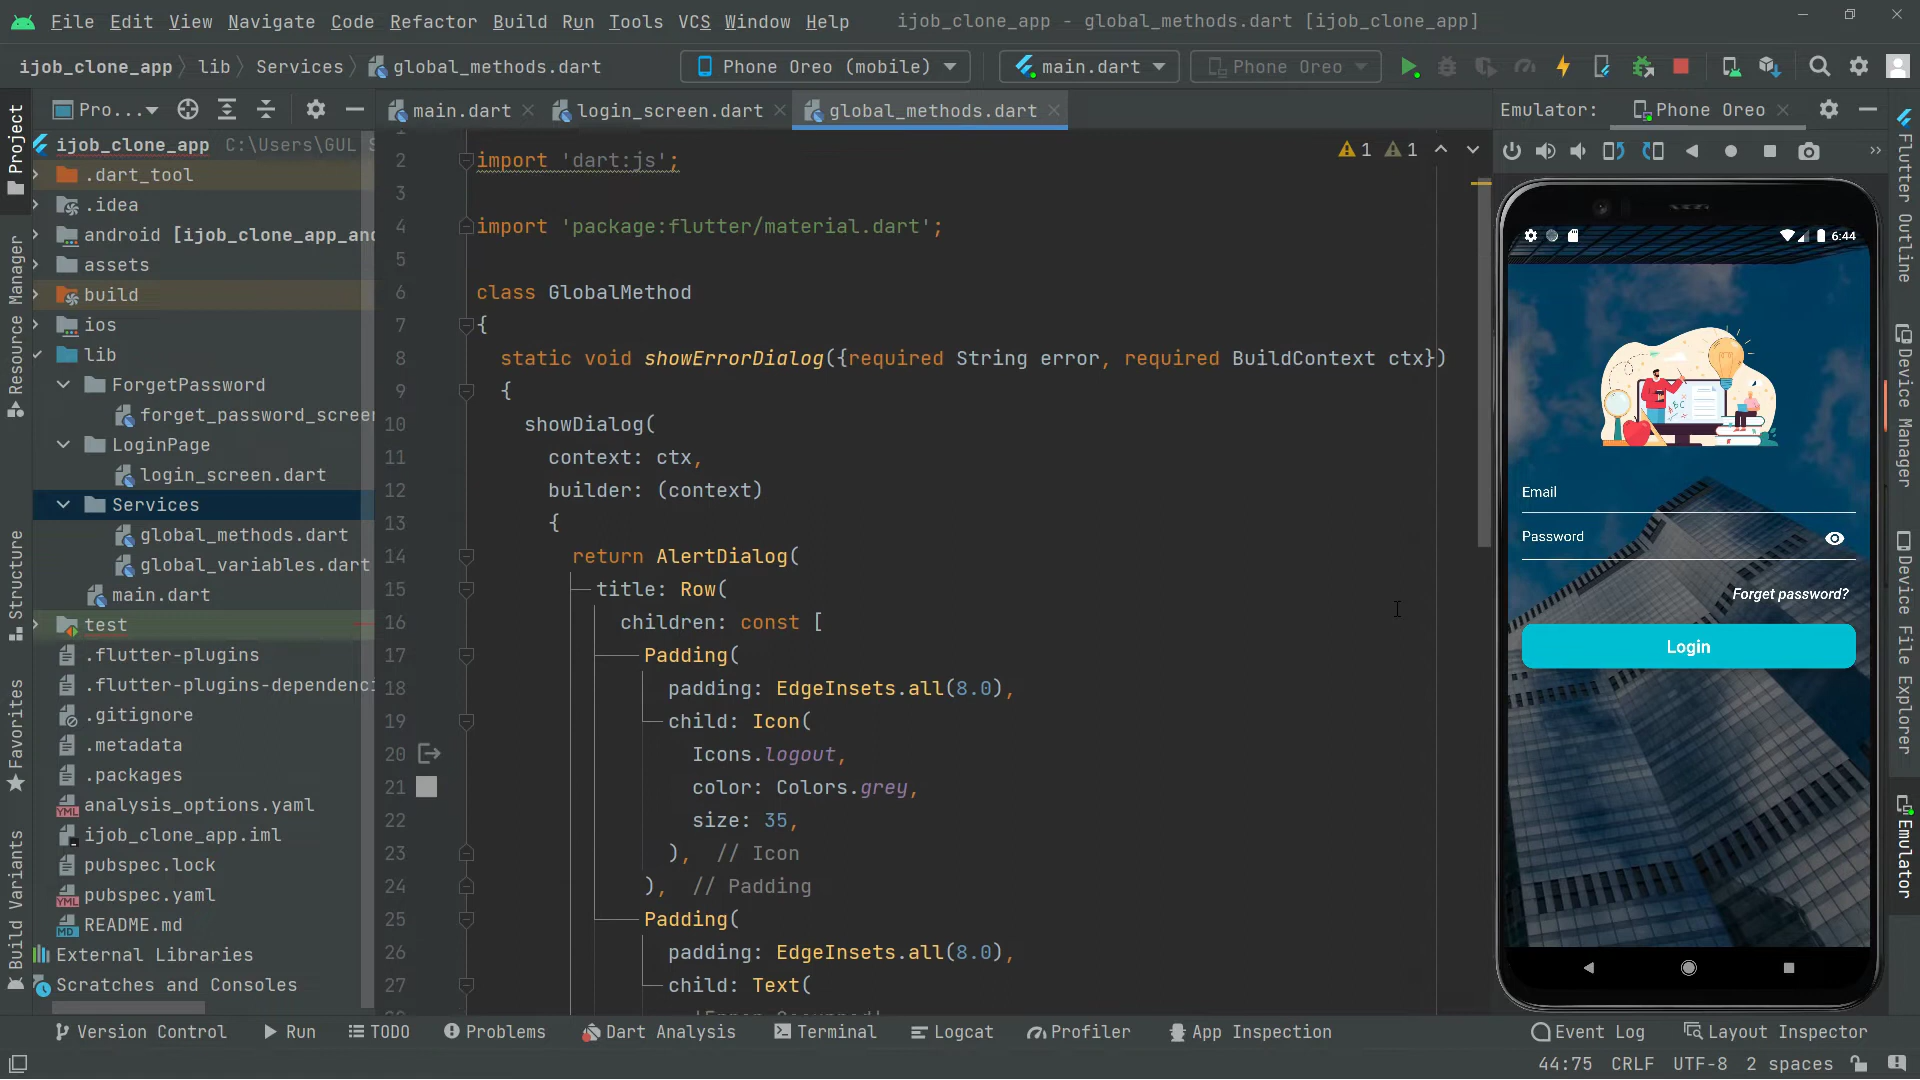 File Edit View Navigate Code Refactor Build Run Tools VCS Window Help ijob_clone_app - global_methods.dart [ijob_clone_app]
ijob_clone_app lib Services global_methods.dart Phone Oreo (mobile) main.dart Phone Oreo
Pro... main.dart login_screen.dart global_methods.dart Emulator: Phone Oreo
Project
Resource Manager
Structure
Favorites
Build Variants
ijob_clone_app C:\Users\GUL
.dart_tool
.idea
android [ijob_clone_app_and
assets
build
ios
lib
ForgetPassword
forget_password_screen
LoginPage
login_screen.dart
Services
global_methods.dart
global_variables.dart
main.dart
test
.flutter-plugins
.flutter-plugins-dependenci
.gitignore
.metadata
.packages
analysis_options.yaml
ijob_clone_app.iml
pubspec.lock
pubspec.yaml
README.md
External Libraries
Scratches and Consoles
1 1
2 import 'dart:js';
3
4 import 'package:flutter/material.dart';
5
6 class GlobalMethod
7 {
8 static void showErrorDialog({required String error, required BuildContext ctx})
9 {
10 showDialog(
11 context: ctx,
12 builder: (context)
13 {
14 return AlertDialog(
15 title: Row(
16 children: const [
17 Padding(
18 padding: EdgeInsets.all(8.0),
19 child: Icon(
20 Icons.logout,
21 color: Colors.grey,
22 size: 35,
23 ), // Icon
24 ), // Padding
25 Padding(
26 padding: EdgeInsets.all(8.0),
27 child: Text(
6:44
Email
Password
Forget password?
Login
Flutter Outline
Device Manager
Device File Explorer
Emulator
Version Control Run TODO Problems Dart Analysis Terminal Logcat Profiler App Inspection Event Log Layout Inspector
44:75 CRLF UTF-8 2 spaces